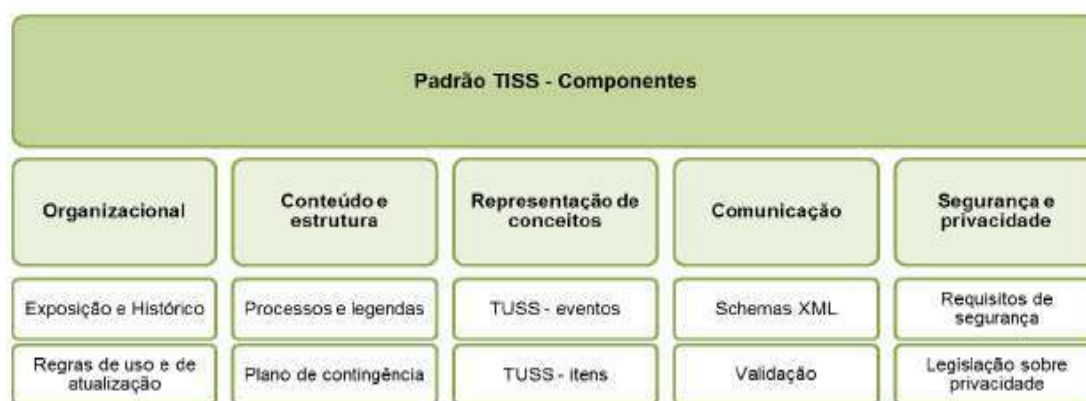 Padrão TISS - Componentes
Organizacional
Conteúdo e
estrutura
Representação de
conceitos
Comunicação
Segurança e
privacidade
Exposição e Histórico
Processos e legendas
TUSS - eventos
Schemas XML
Requisitos de
segurança
Regras de uso e de
atualização
Plano de contingência
TUSS - itens
Validação
Legislação sobre
privacidade